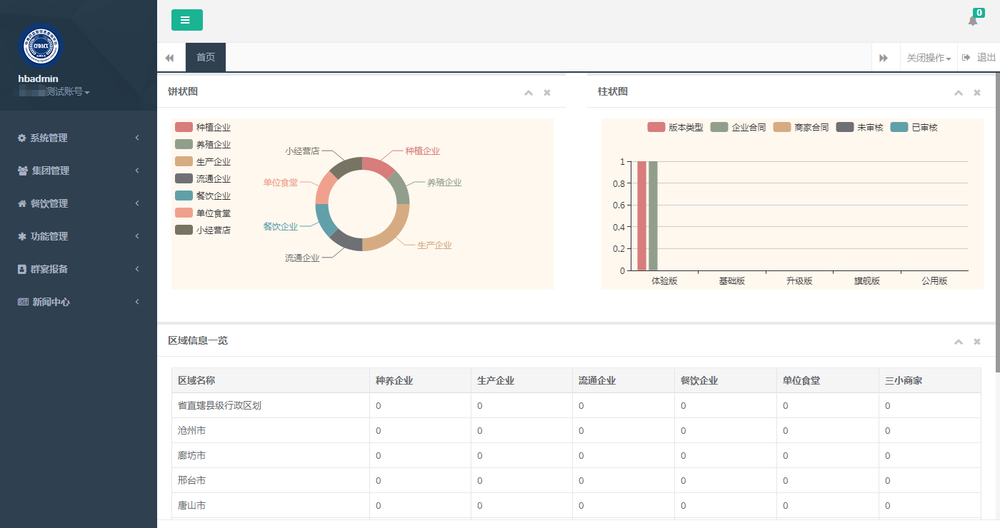 CFDACX
hbadmin
测试账号
系统管理
集团管理
餐饮管理
功能管理
群宴报备
新闻中心
0
首页
关闭操作
退出
饼状图
种植企业
养殖企业
生产企业
流通企业
餐饮企业
单位食堂
小经营店
小经营店
种植企业
单位食堂
养殖企业
餐饮企业
生产企业
流通企业
柱状图
版本类型 企业合同 商家合同 未审核 已审核
1
0.8
0.6
0.4
0.2
0
体验版 基础版 升级版 旗舰版 公用版
区域信息一览
区域名称 种养企业 生产企业 流通企业 餐饮企业 单位食堂 三小商家
省直辖县级行政区划 0 0 0 0 0 0
沧州市 0 0 0 0 0 0
廊坊市 0 0 0 0 0 0
邢台市 0 0 0 0 0 0
唐山市 0 0 0 0 0 0